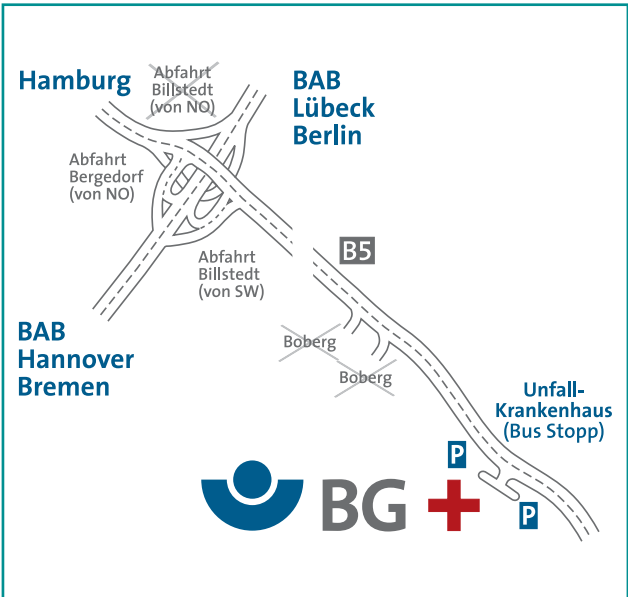 Hamburg
Abfahrt
Billstedt
(von NO)
BAB
Lübeck
Berlin
Abfahrt
Bergedorf
(von NO)
Abfahrt
Billstedt
(von SW)
B5
BAB
Hannover
Bremen
Boberg
Boberg
Unfall-
Krankenhaus
(Bus Stopp)
P
BG
P